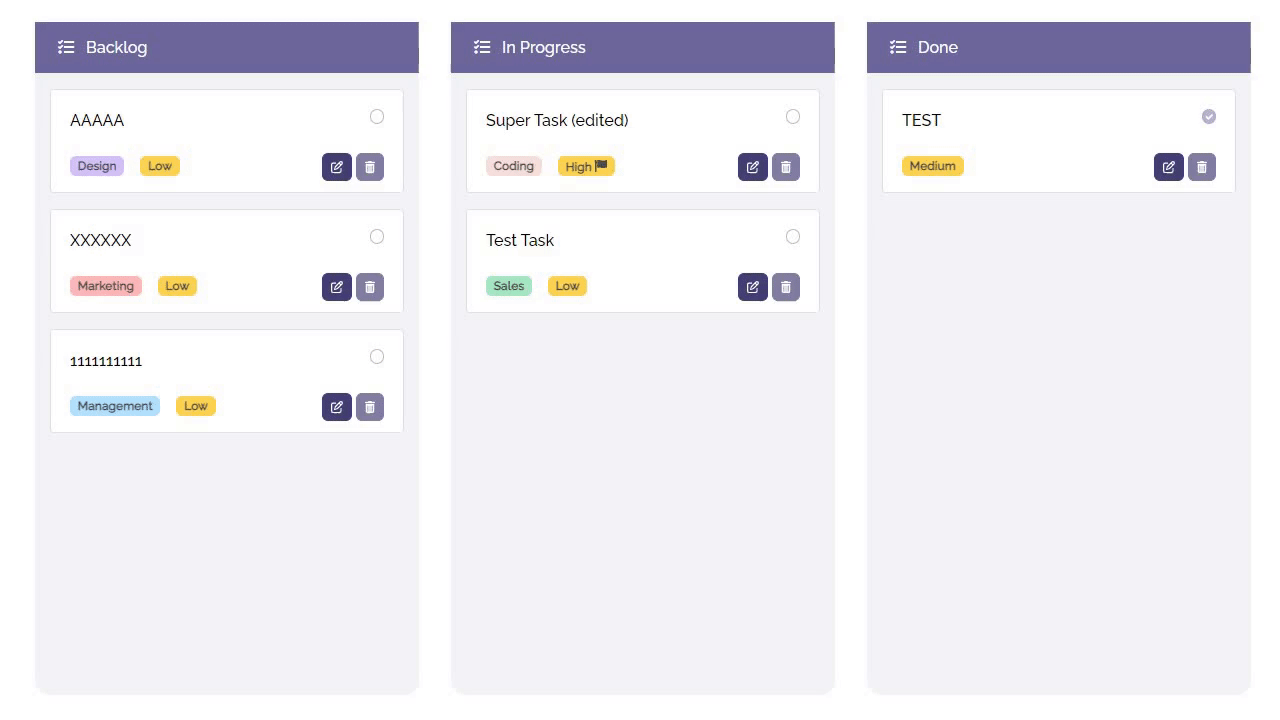 Backlog
AAAAA
Design Low
XXXXXX
Marketing Low
1111111111
Management Low
In Progress
Super Task (edited)
Coding High
Test Task
Sales Low
Done
TEST
Medium